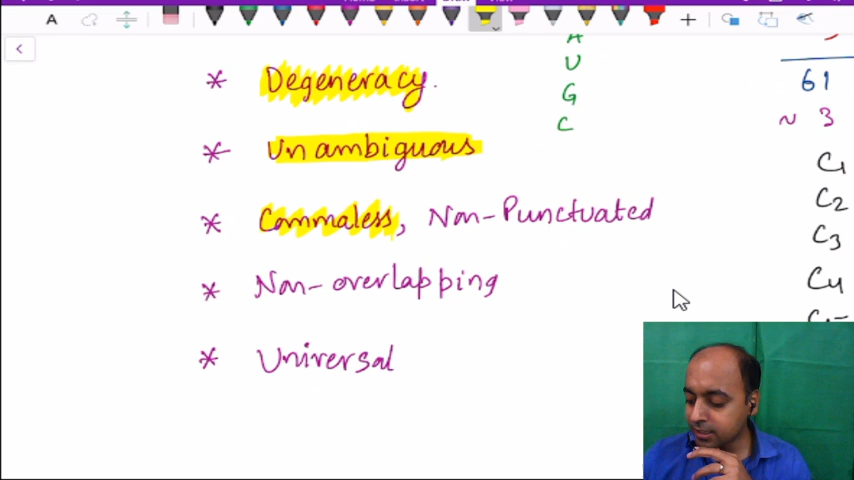 A
U
G
C
61
~ 3
* Degeneracy.
* Unambiguous
* Commaless, Non-Punctuated
* Non-overlapping
* Universal
C1
C2
C3
C4